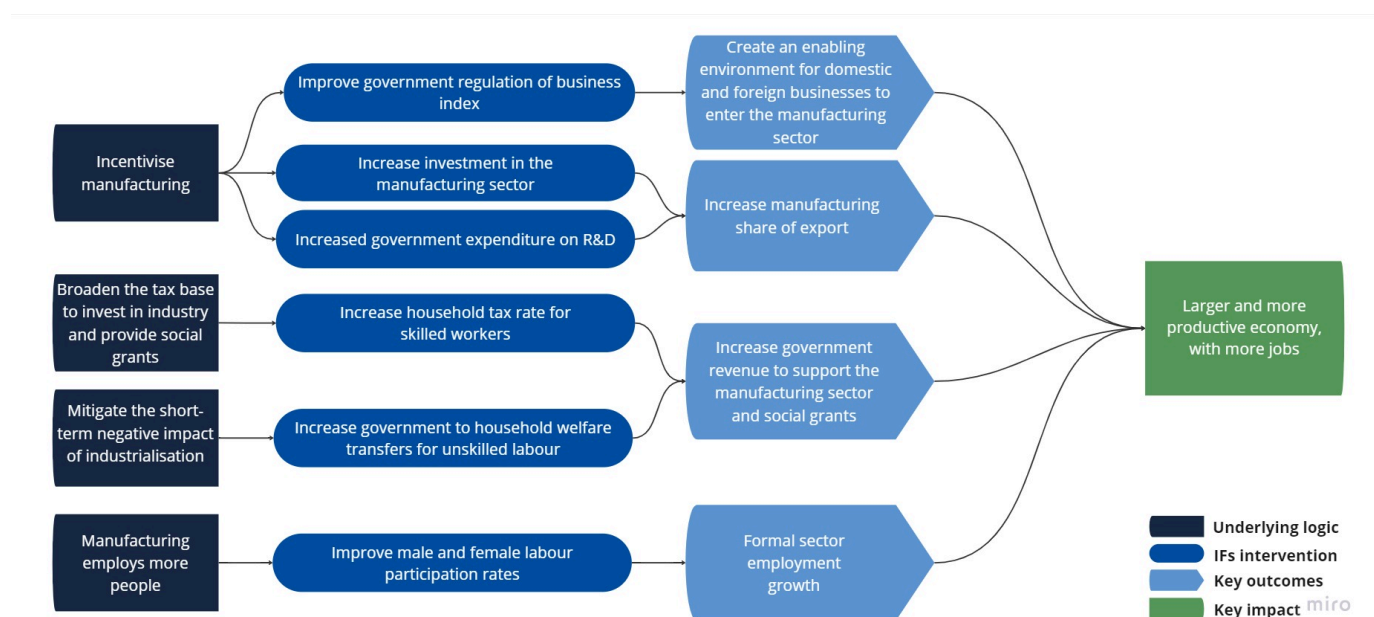 Incentivise
manufacturing
Broaden the tax base
to invest in industry
and provide social
grants
Mitigate the short-
term negative impact
of industrialisation
Manufacturing
employs more
people
Improve government regulation of business
index
Increase investment in the
manufacturing sector
Increased government expenditure on R&D
Increase household tax rate for
skilled workers
Increase government to household welfare
transfers for unskilled labour
Improve male and female labour
participation rates
Create an enabling
environment for domestic
and foreign businesses to
enter the manufacturing
sector
Increase manufacturing
share of export
Increase government
revenue to support the
manufacturing sector
and social grants
Formal sector
employment
growth
Larger and more
productive economy,
with more jobs
Underlying logic
IFs intervention
Key outcomes
Key impact
miro